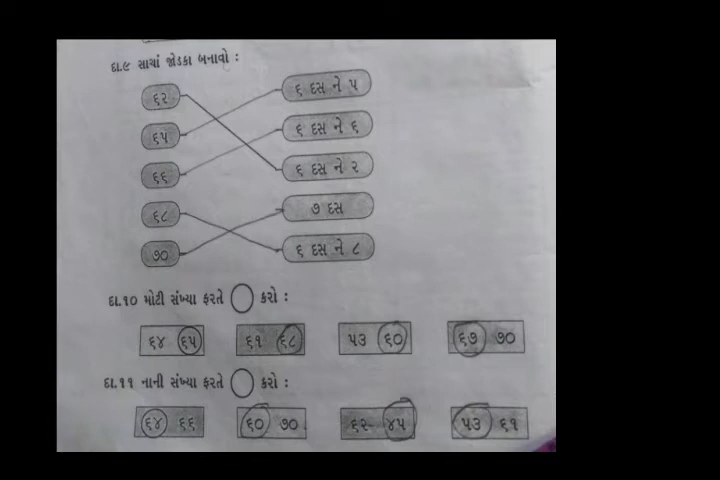 દા.૯ સાચાં જોડકા બનાવો :
૬૨ ૬ દસ ને ૫
૬૫ ૬ દસ ને ૬
૬૬ ૬ દસ ને ૨
૬૮ ૭ દસ
૭૦ ૬ દસ ને ૮
દા.૧૦ મોટી સંખ્યા ફરતે કરો :
૬૪ ૬૫ ૬૧ ૬૮ ૫૩ ૬૦ ૬૭ ૭૦
દા.૧૧ નાની સંખ્યા ફરતે કરો :
૬૪ ૬૬ ૬૦ ૭૦ ૬૨ ૪૫ ૫૩ ૬૧